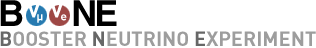 B νμ νe NE
BOOSTER NEUTRINO EXPERIMENT